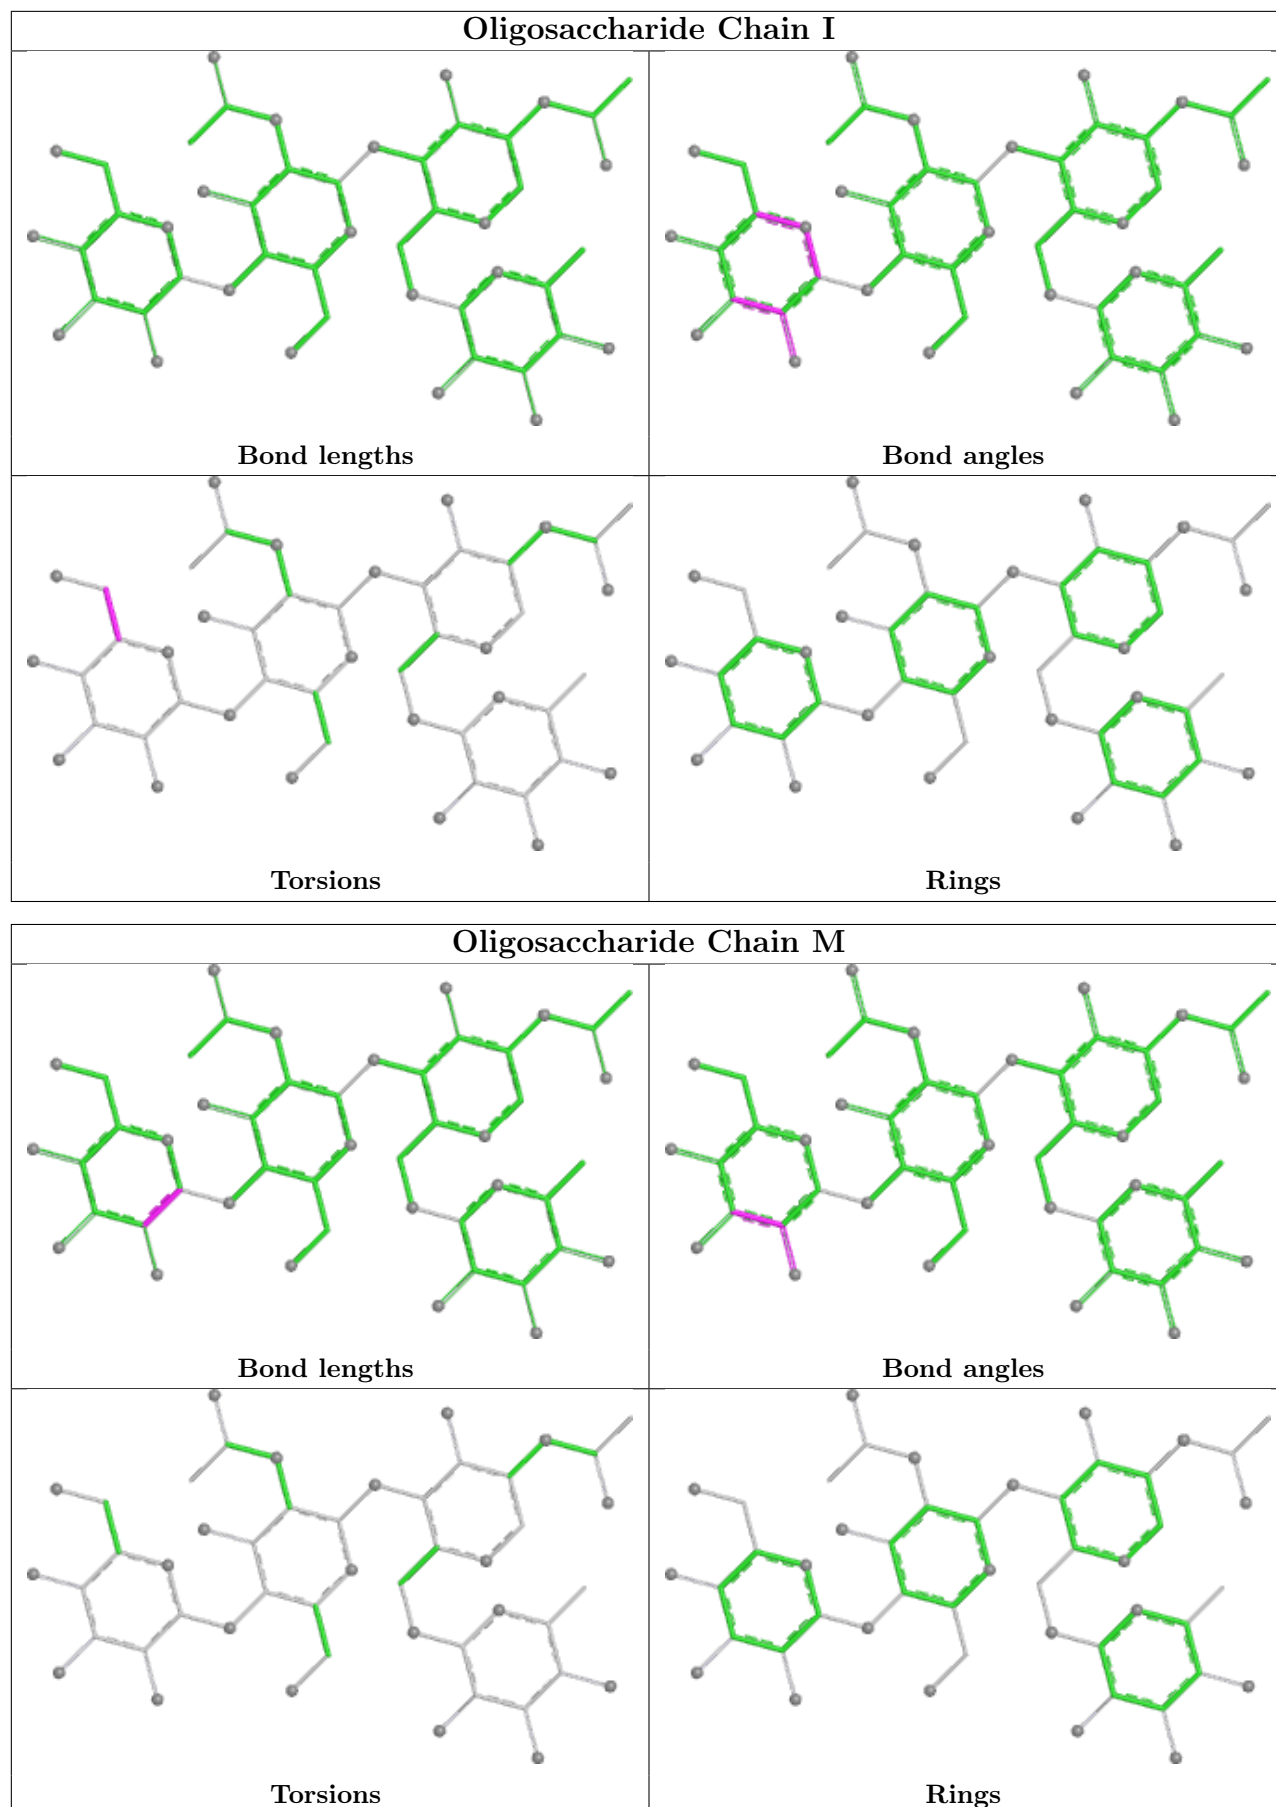 Oligosaccharide Chain I
Bond lengths
Bond angles
Torsions
Rings
Oligosaccharide Chain M
Bond lengths
Bond angles
Torsions
Rings